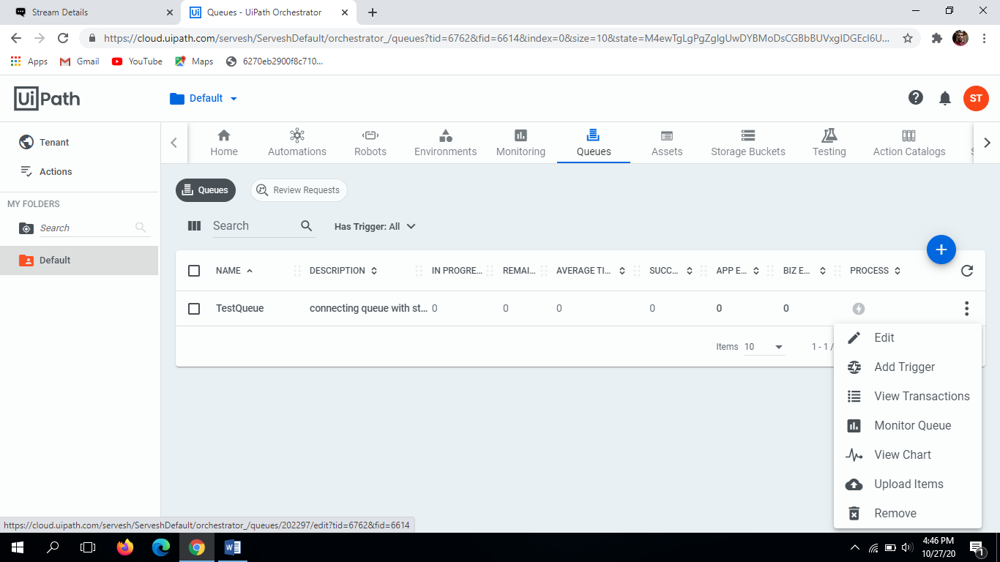 Stream Details
Queues - UiPath Orchestrator
https://cloud.uipath.com/servesh/ServeshDefault/orchestrator_/queues?tid=6762&fid=6614&index=0&size=10&state=
Apps
Gmail
YouTube
Maps
6270eb2900f8c710...
Ui Path
Default
ST
Tenant
Actions
MY FOLDERS
Search
Default
Home
Automations
Robots
Environments
Monitoring
Queues
Assets
Storage Buckets
Testing
Action Catalogs
Queues
Review Requests
Search
Has Trigger: All
NAME DESCRIPTION IN PROGRE... REMAI... AVERAGE TI... SUCC... APP E... BIZ E... PROCESS
TestQueue connecting queue with st... 0 0 0 0 0 0
Items 10 1 - 1 /
Edit
Add Trigger
View Transactions
Monitor Queue
View Chart
Upload Items
Remove
https://cloud.uipath.com/servesh/ServeshDefault/orchestrator_/queues/202297/edit?tid=6762&fid=6614
4:46 PM
10/27/20
1